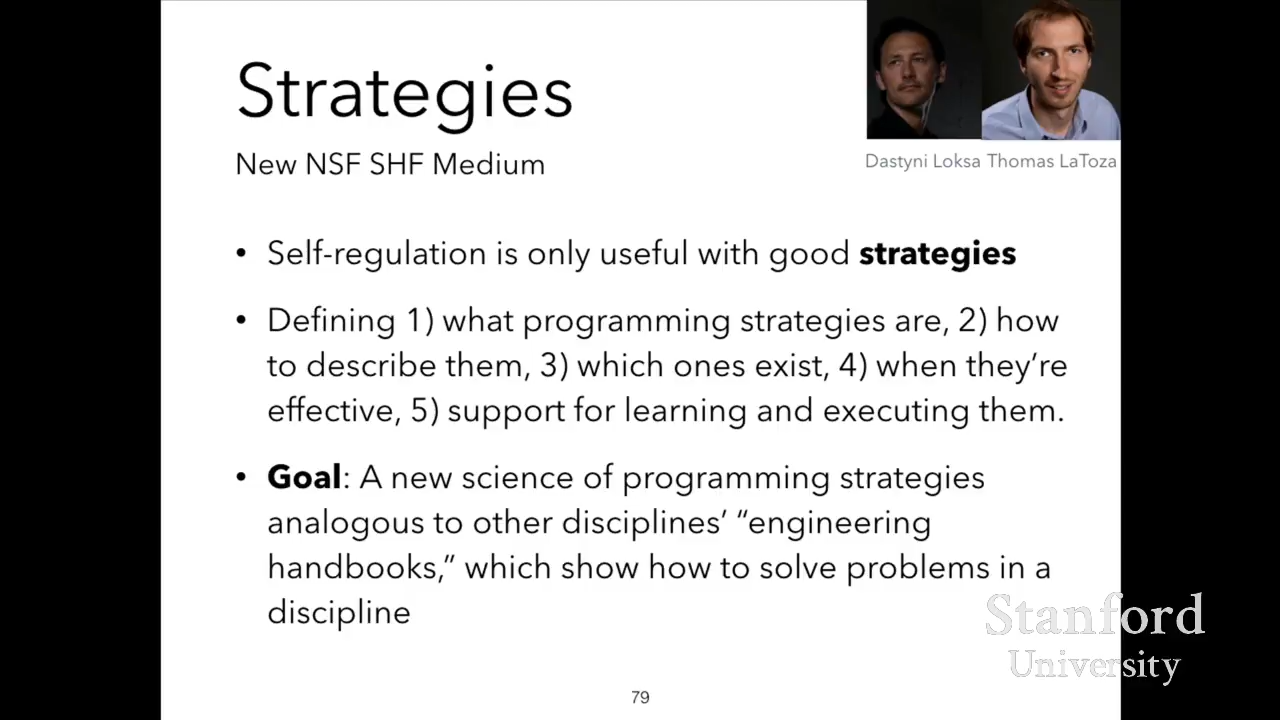 Strategies
New NSF SHF Medium
Dastyni Loksa Thomas LaToza
• Self-regulation is only useful with good strategies
• Defining 1) what programming strategies are, 2) how
to describe them, 3) which ones exist, 4) when they’re
effective, 5) support for learning and executing them.
• Goal: A new science of programming strategies
analogous to other disciplines’ “engineering
handbooks,” which show how to solve problems in a
discipline
Stanford
University
79